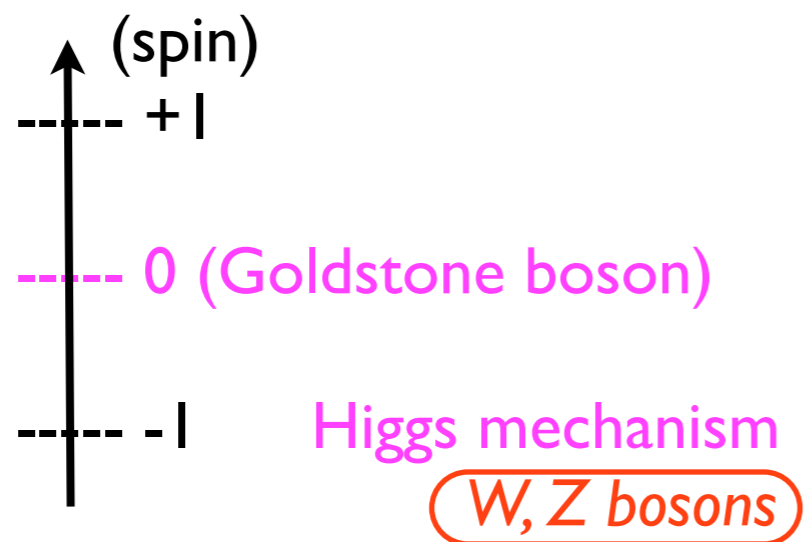 (spin)
+1
0 (Goldstone boson)
-1 Higgs mechanism
W, Z bosons